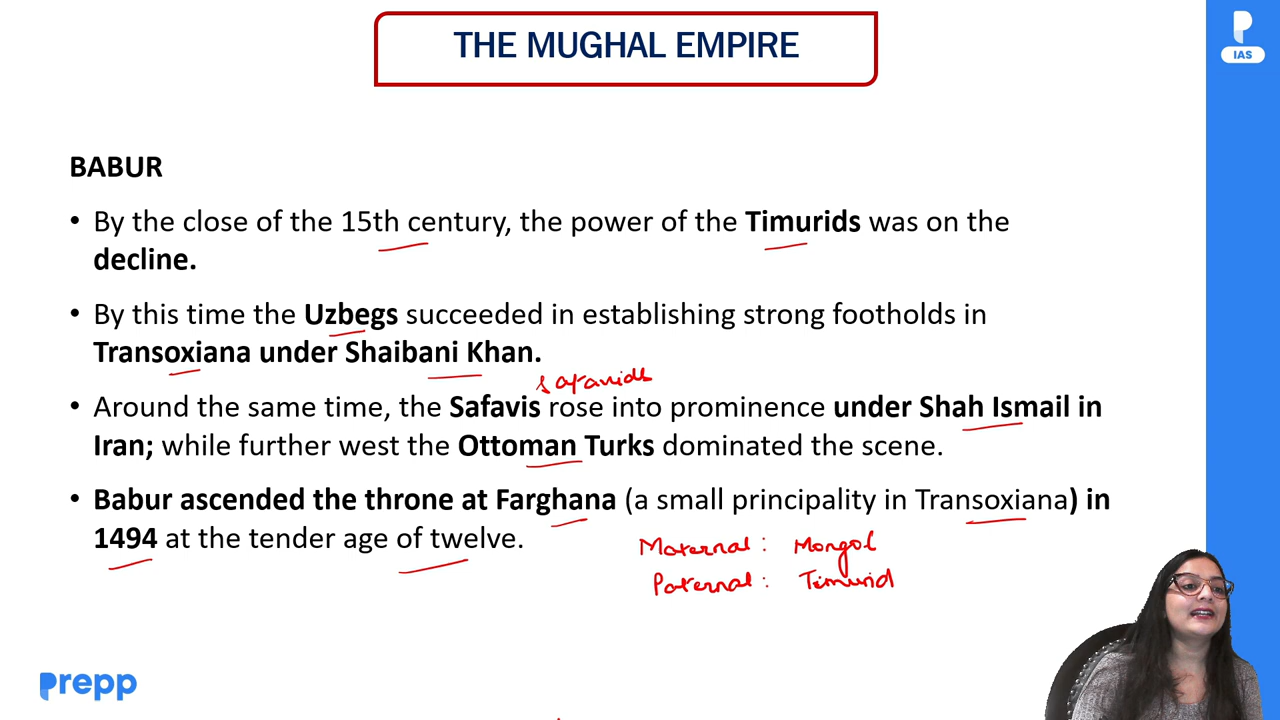 THE MUGHAL EMPIRE
IAS
BABUR
• By the close of the 15th century, the power of the Timurids was on the
decline.
• By this time the Uzbegs succeeded in establishing strong footholds in
Transoxiana under Shaibani Khan.
safavids
• Around the same time, the Safavis rose into prominence under Shah Ismail in
Iran; while further west the Ottoman Turks dominated the scene.
• Babur ascended the throne at Farghana (a small principality in Transoxiana) in
1494 at the tender age of twelve.
Maternal : Mongol
Paternal : Timurid
prepp